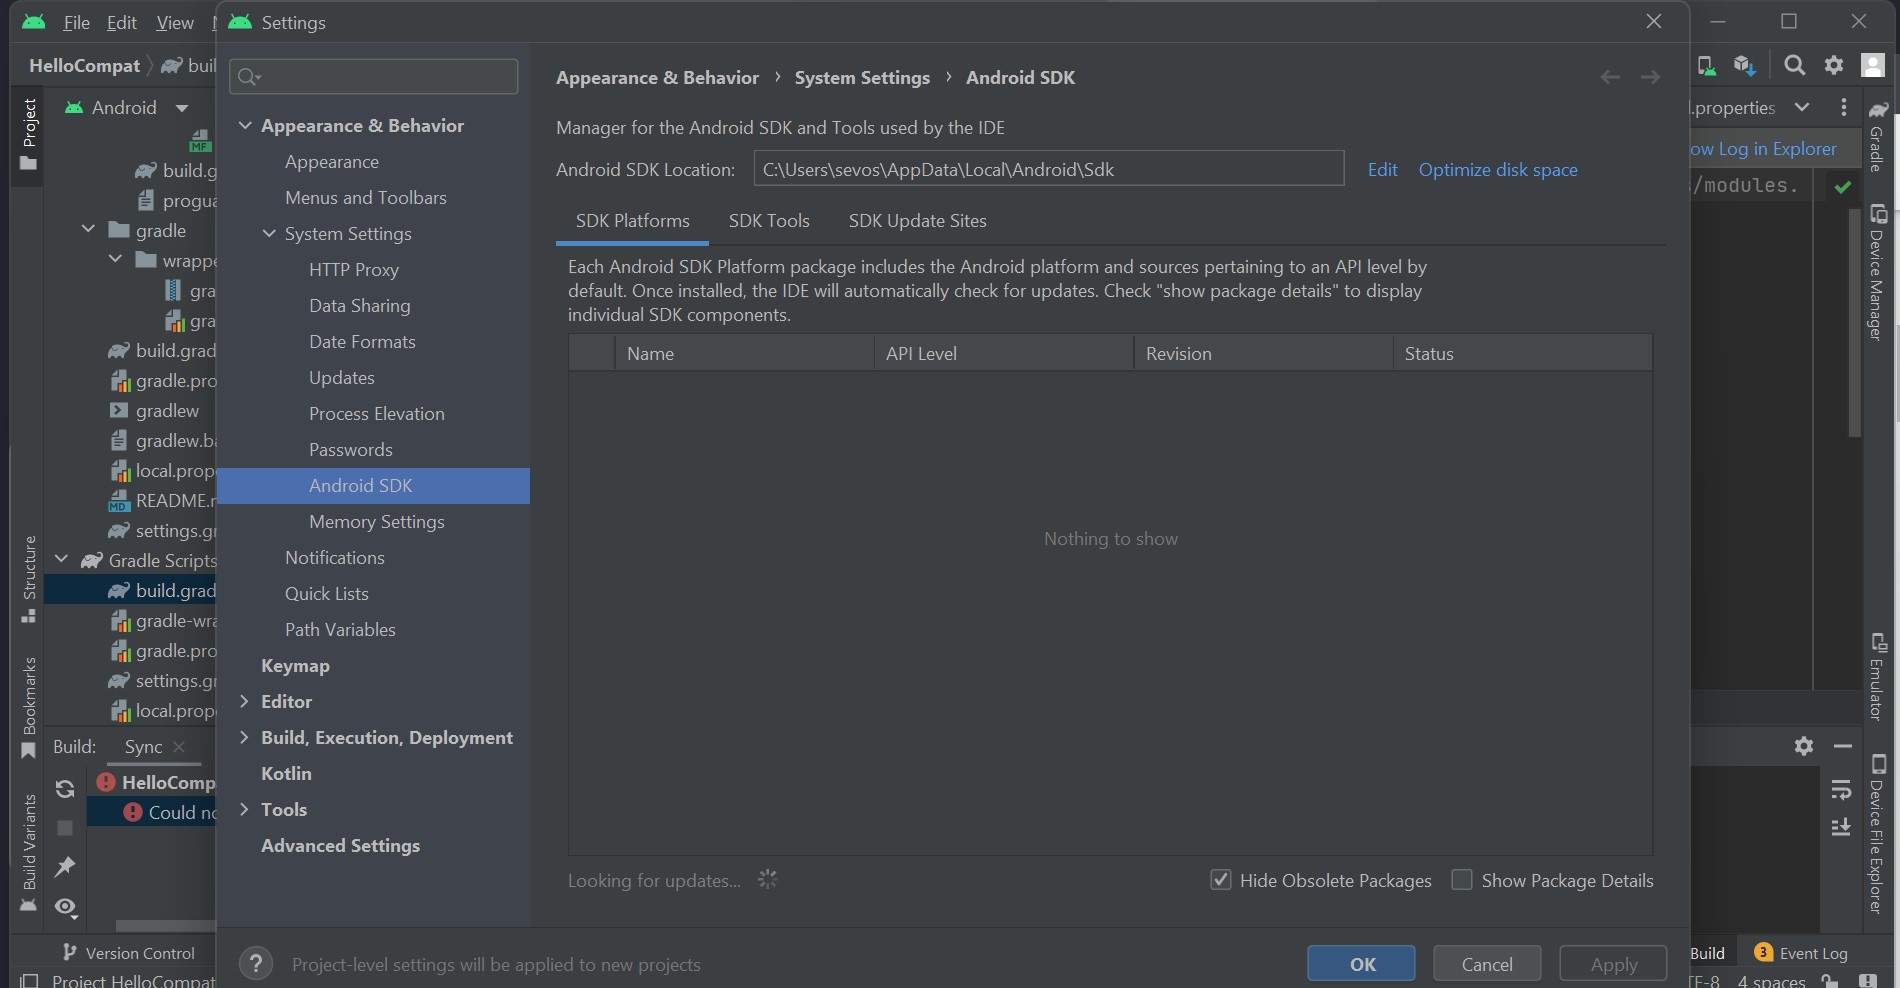 File Edit View
Settings
HelloCompat
Appearance & Behavior › System Settings › Android SDK
Project
Android
.properties
Appearance & Behavior
Manager for the Android SDK and Tools used by the IDE
Gradle
Log in Explorer
Appearance
Android SDK Location:
C:\Users\sevos\AppData\Local\Android\Sdk
Edit
Optimize disk space
MF
build.g
/modules.
Menus and Toolbars
SDK Platforms
SDK Tools
SDK Update Sites
gradle
System Settings
Device Manager
wrappe
HTTP Proxy
Each Android SDK Platform package includes the Android platform and sources pertaining to an API level by
default. Once installed, the IDE will automatically check for updates. Check "show package details" to display
individual SDK components.
gra
Data Sharing
gra
Date Formats
Name
API Level
Revision
Status
build.grad
Updates
gradle.pro
Process Elevation
gradlew
Passwords
gradlew.ba
Android SDK
local.prop
MD
README.r
Memory Settings
settings.gr
Nothing to show
Structure
Notifications
Gradle Scripts
Quick Lists
build.grad
Path Variables
gradle-wra
Emulator
Keymap
gradle.pro
Bookmarks
Editor
settings.gr
local.prop
Build, Execution, Deployment
Build:
Sync
Kotlin
HelloComp
Tools
Could no
Build Variants
Advanced Settings
Device File Explorer
Looking for updates...
Hide Obsolete Packages
Show Package Details
Version Control
?
Project-level settings will be applied to new projects
OK
Cancel
Apply
Build
3
Event Log
Project HelloCompat
4 spaces